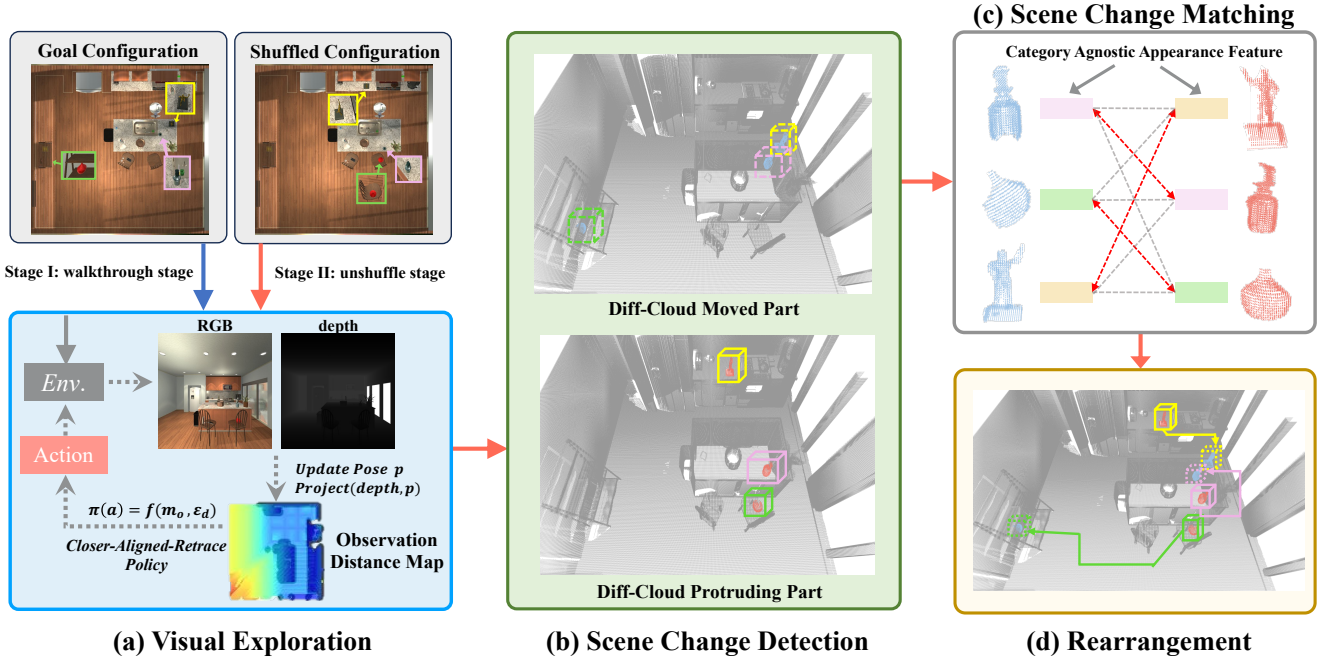 (c) Scene Change Matching
Goal Configuration
Shuffled Configuration
Category Agnostic Appearance Feature
Stage I: walkthrough stage
Stage II: unshuffle stage
Diff-Cloud Moved Part
RGB
depth
Env.
Action
Update Pose p
Project(depth,p)
π(a) = f(mₒ, ε_d)
Closer-Aligned-Retrace
Policy
Observation
Distance Map
Diff-Cloud Protruding Part
(a) Visual Exploration
(b) Scene Change Detection
(d) Rearrangement